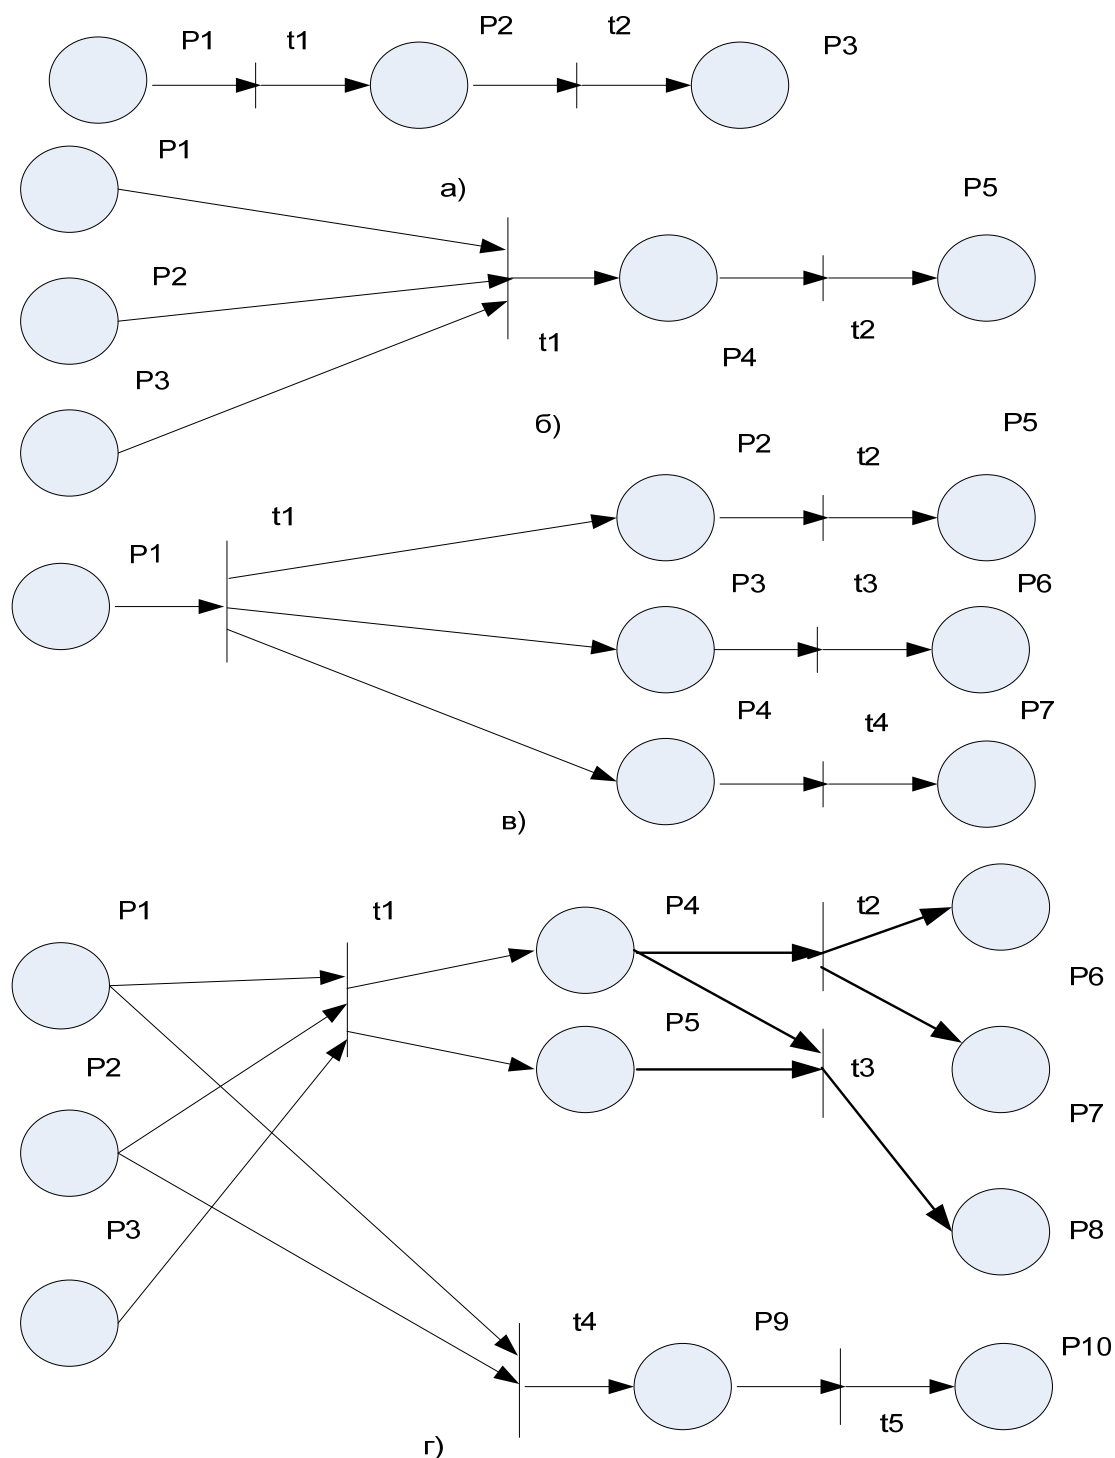 P1 t1 P2 t2 P3
P1
а)
P5
P2
t1
t2
P3
P4
б)
P2 t2 P5
t1
P1
P3 t3 P6
P4 t4 P7
в)
P1 t1 P4 t2
P6
P5
P2
t3
P7
P3
P8
t4 P9 P10
t5
г)